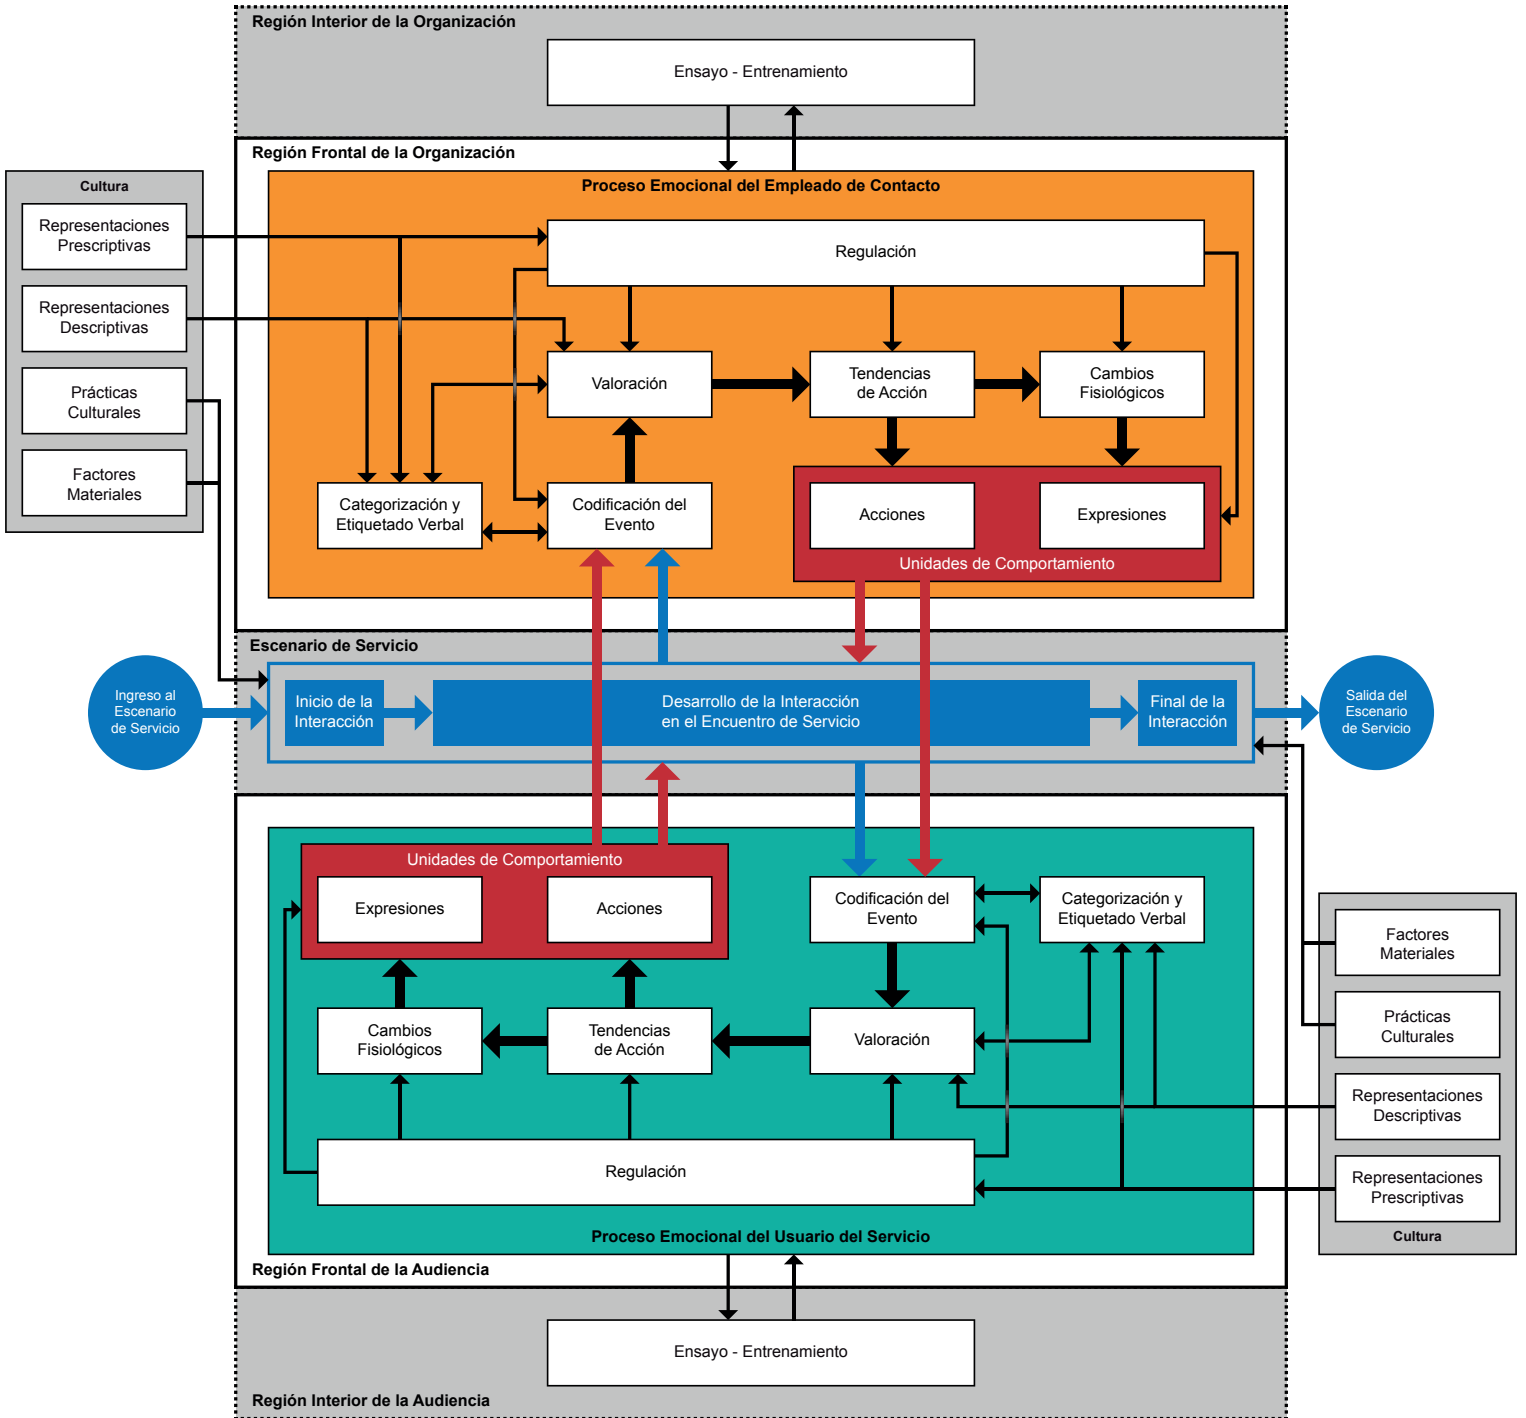 Región Interior de la Organización
Ensayo - Entrenamiento
Región Frontal de la Organización
Cultura
Representaciones
Prescriptivas
Representaciones
Descriptivas
Prácticas
Culturales
Factores
Materiales
Proceso Emocional del Empleado de Contacto
Regulación
Valoración
Tendencias
de Acción
Cambios
Fisiológicos
Categorización y
Etiquetado Verbal
Codificación del
Evento
Acciones
Expresiones
Unidades de Comportamiento
Escenario de Servicio
Ingreso al
Escenario
de Servicio
Inicio de la
Interacción
Desarrollo de la Interacción
en el Encuentro de Servicio
Final de la
Interacción
Salida del
Escenario
de Servicio
Unidades de Comportamiento
Expresiones
Acciones
Codificación del
Evento
Categorización y
Etiquetado Verbal
Cambios
Fisiológicos
Tendencias
de Acción
Valoración
Regulación
Proceso Emocional del Usuario del Servicio
Factores
Materiales
Prácticas
Culturales
Representaciones
Descriptivas
Representaciones
Prescriptivas
Cultura
Región Frontal de la Audiencia
Ensayo - Entrenamiento
Región Interior de la Audiencia